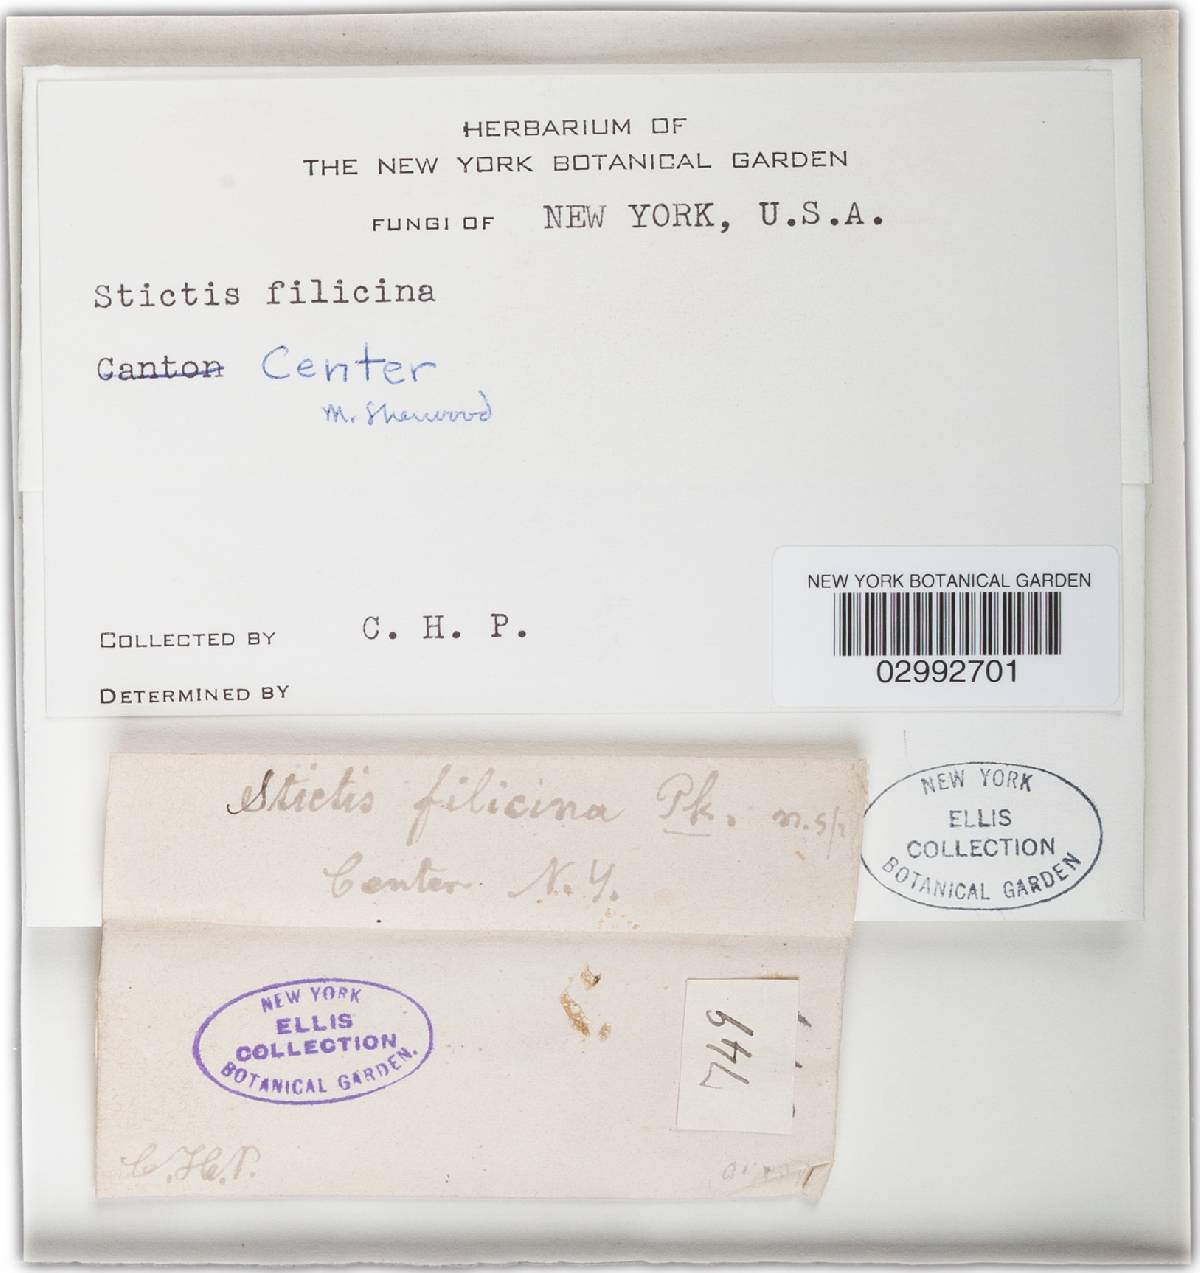 HERBARIUM OF
THE NEW YORK BOTANICAL GARDEN
FUNGI OF NEW YORK, U.S.A.
Stictis filicina
Canton Center
M. Sherwood
COLLECTED BY C. H. P.
DETERMINED BY
NEW YORK BOTANICAL GARDEN
02992701
Stictis filicina Pk. n.sp.
Center N.Y.
NEW YORK
ELLIS
COLLECTION
BOTANICAL GARDEN
NEW YORK
ELLIS
COLLECTION
BOTANICAL GARDEN.
749
C.H.P.